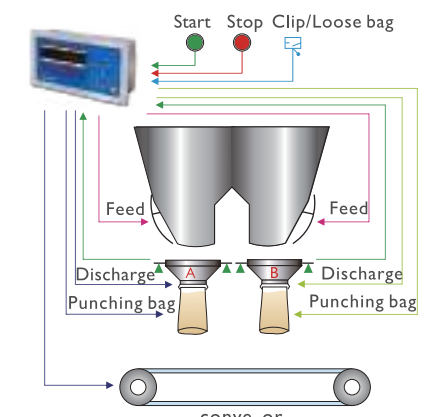 Start Stop Clip/Loose bag
Feed Feed
A B
Discharge Discharge
Punching bag Punching bag